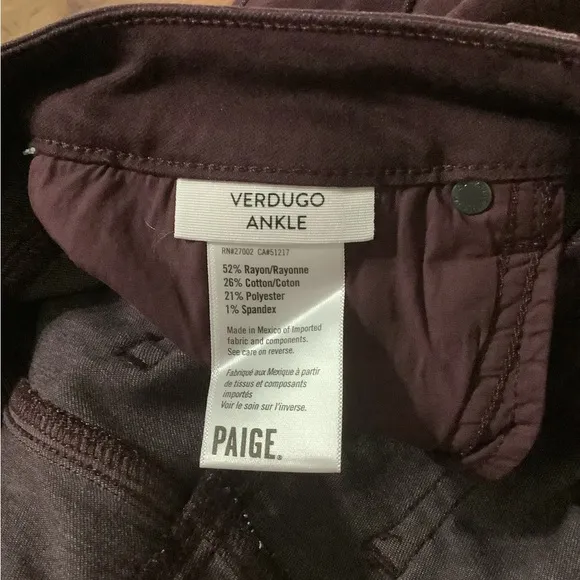 VERDUGO
ANKLE
RN#27002 CA#51217
52% Rayon/Rayonne
26% Cotton/Coton
21% Polyester
1% Spandex
Made in Mexico of Imported
fabric and components.
See care on reverse.
Fabriqué aux Mexique à partir
de tissus et composants
importés
Voir le soin sur l'inverse.
PAIGE®